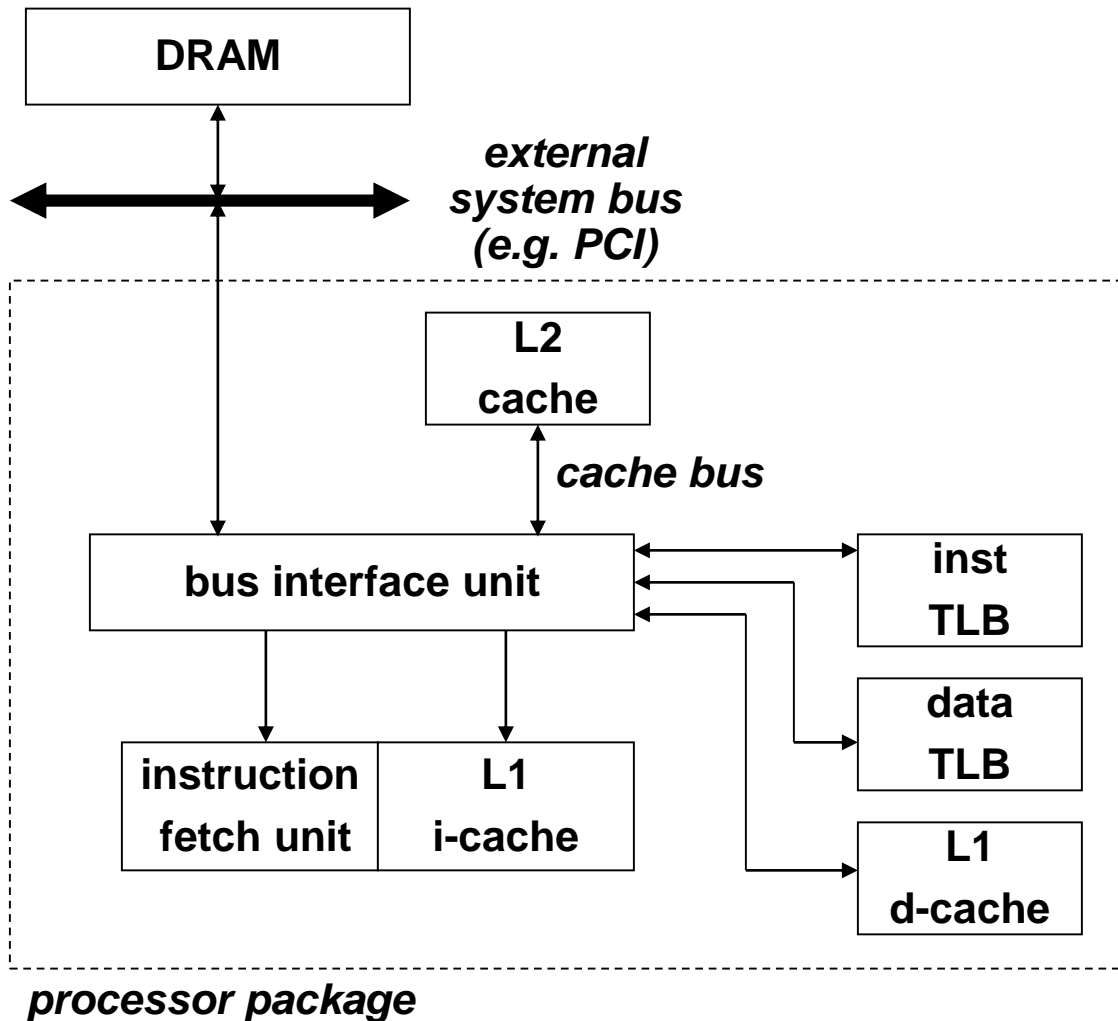 DRAM
external
system bus
(e.g. PCI)
L2
cache
cache bus
bus interface unit
inst
TLB
data
TLB
instruction
fetch unit
L1
i-cache
L1
d-cache
processor package